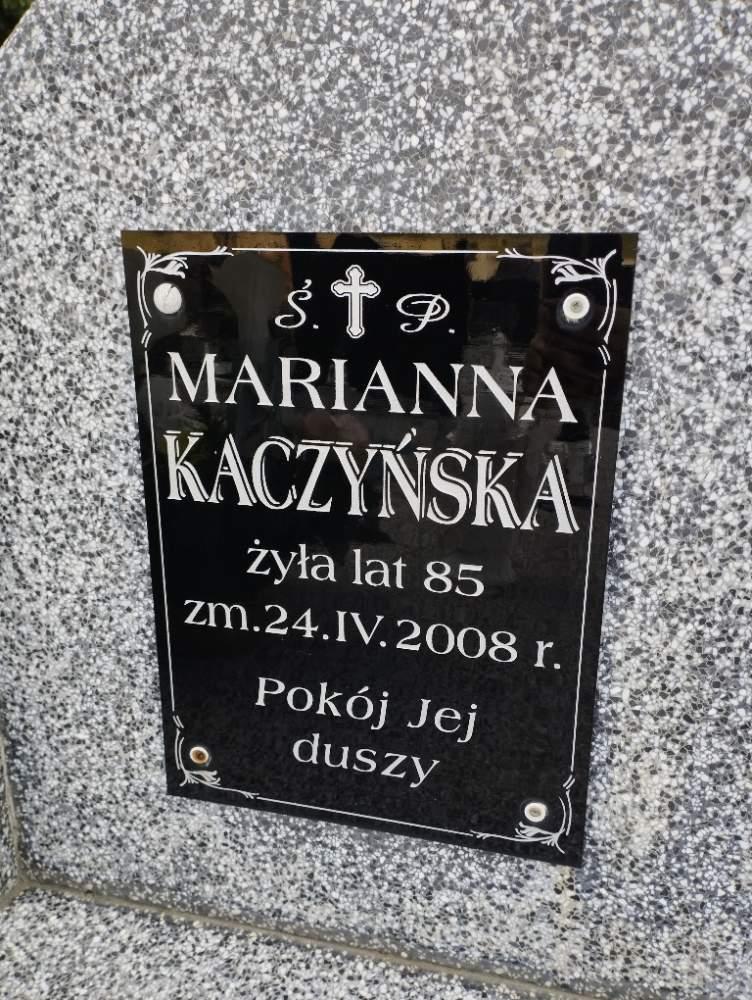 Ś. P.
MARIANNA
KACZYŃSKA
żyła lat 85
zm.24.IV.2008 r.
Pokój Jej
duszy